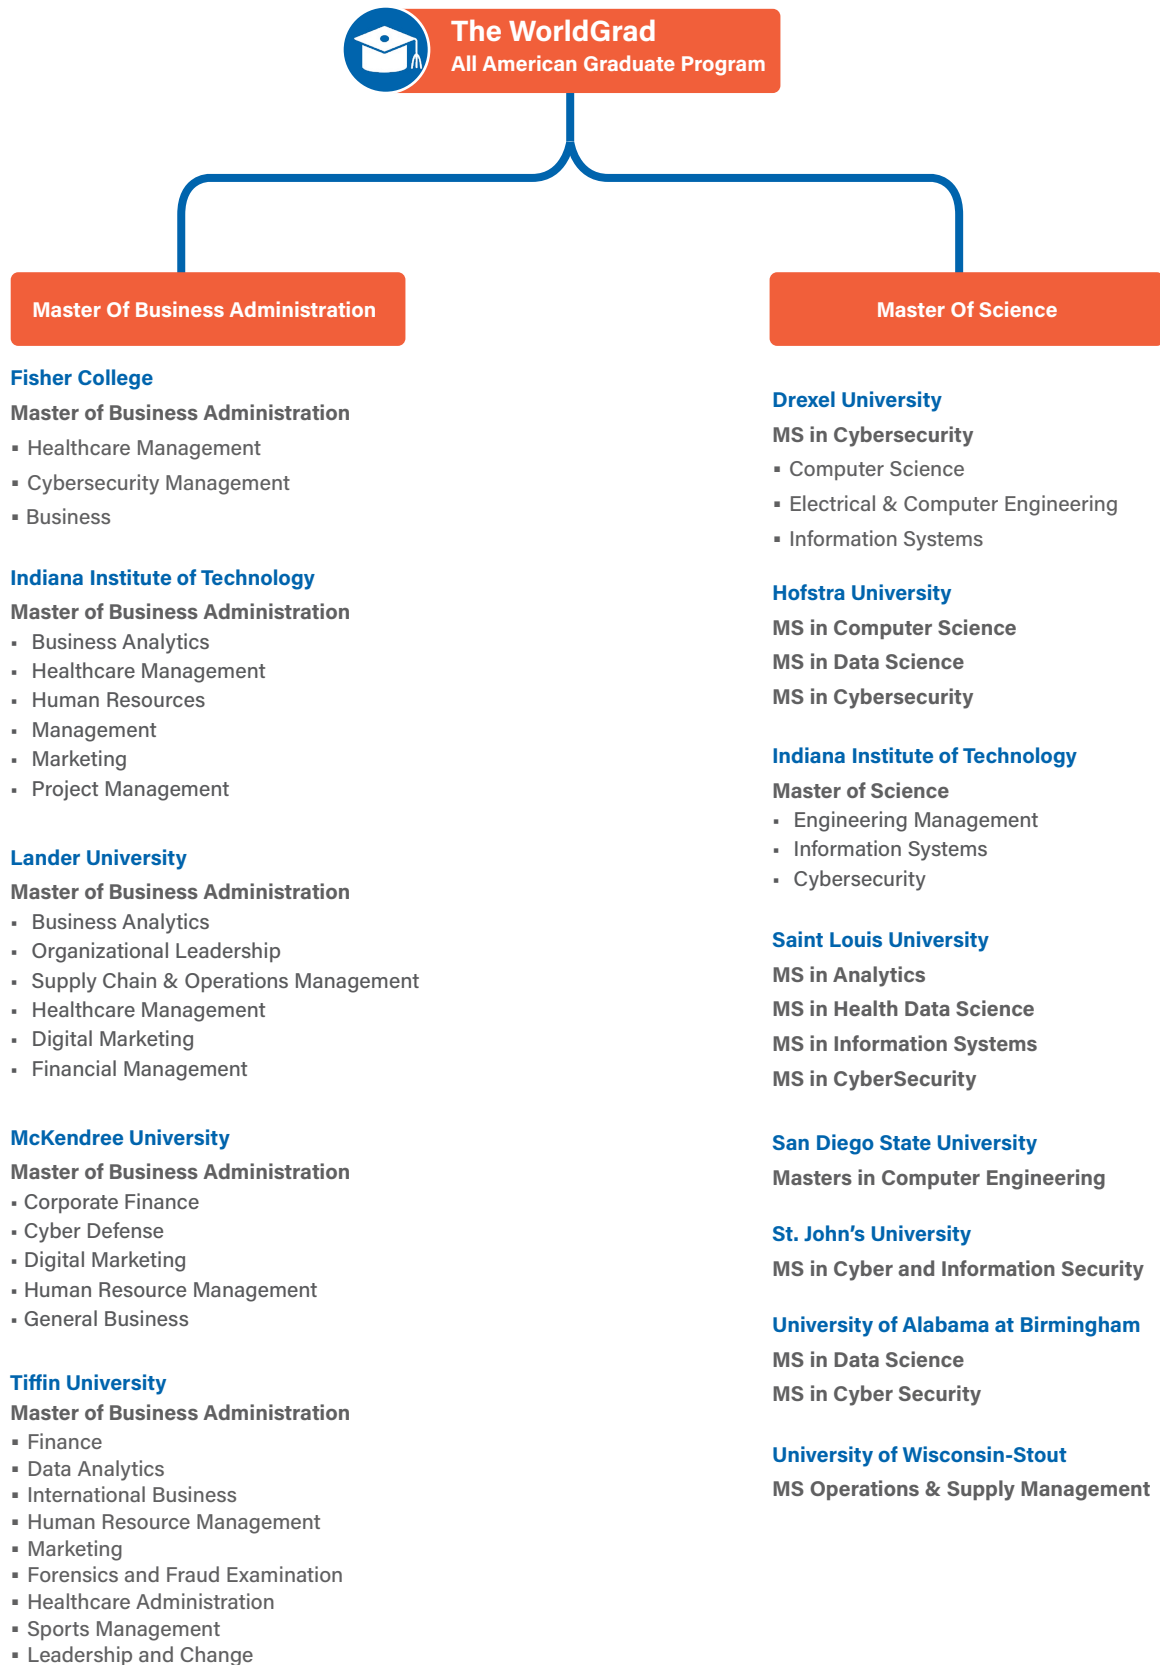 The WorldGrad
All American Graduate Program
Master Of Business Administration
Fisher College
Master of Business Administration
▪ Healthcare Management
▪ Cybersecurity Management
▪ Business
Indiana Institute of Technology
Master of Business Administration
▪ Business Analytics
▪ Healthcare Management
▪ Human Resources
▪ Management
▪ Marketing
▪ Project Management
Lander University
Master of Business Administration
▪ Business Analytics
▪ Organizational Leadership
▪ Supply Chain & Operations Management
▪ Healthcare Management
▪ Digital Marketing
▪ Financial Management
McKendree University
Master of Business Administration
▪ Corporate Finance
▪ Cyber Defense
▪ Digital Marketing
▪ Human Resource Management
▪ General Business
Tiffin University
Master of Business Administration
▪ Finance
▪ Data Analytics
▪ International Business
▪ Human Resource Management
▪ Marketing
▪ Forensics and Fraud Examination
▪ Healthcare Administration
▪ Sports Management
▪ Leadership and Change
Master Of Science
Drexel University
MS in Cybersecurity
▪ Computer Science
▪ Electrical & Computer Engineering
▪ Information Systems
Hofstra University
MS in Computer Science
MS in Data Science
MS in Cybersecurity
Indiana Institute of Technology
Master of Science
▪ Engineering Management
▪ Information Systems
▪ Cybersecurity
Saint Louis University
MS in Analytics
MS in Health Data Science
MS in Information Systems
MS in CyberSecurity
San Diego State University
Masters in Computer Engineering
St. John’s University
MS in Cyber and Information Security
University of Alabama at Birmingham
MS in Data Science
MS in Cyber Security
University of Wisconsin-Stout
MS Operations & Supply Management